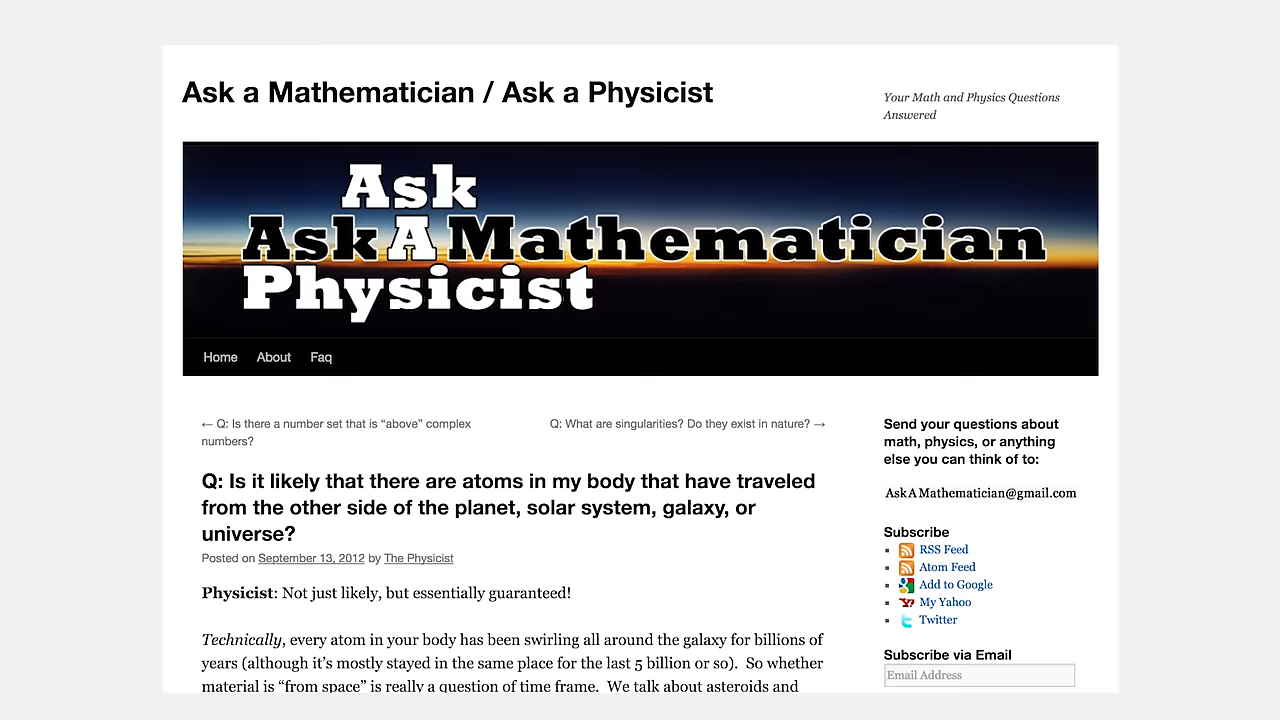 Ask a Mathematician / Ask a Physicist
Your Math and Physics Questions
Answered
Ask
Ask A Mathematician
Physicist
Home About Faq
← Q: Is there a number set that is “above” complex
numbers?
Q: What are singularities? Do they exist in nature? →
Q: Is it likely that there are atoms in my body that have traveled
from the other side of the planet, solar system, galaxy, or
universe?
Posted on September 13, 2012 by The Physicist
Physicist: Not just likely, but essentially guaranteed!
Technically, every atom in your body has been swirling all around the galaxy for billions of
years (although it’s mostly stayed in the same place for the last 5 billion or so).  So whether
material is “from space” is really a question of time frame.  We talk about asteroids and
Send your questions about
math, physics, or anything
else you can think of to:
AskAMathematician@gmail.com
Subscribe
RSS Feed
Atom Feed
Add to Google
My Yahoo
Twitter
Subscribe via Email
Email Address